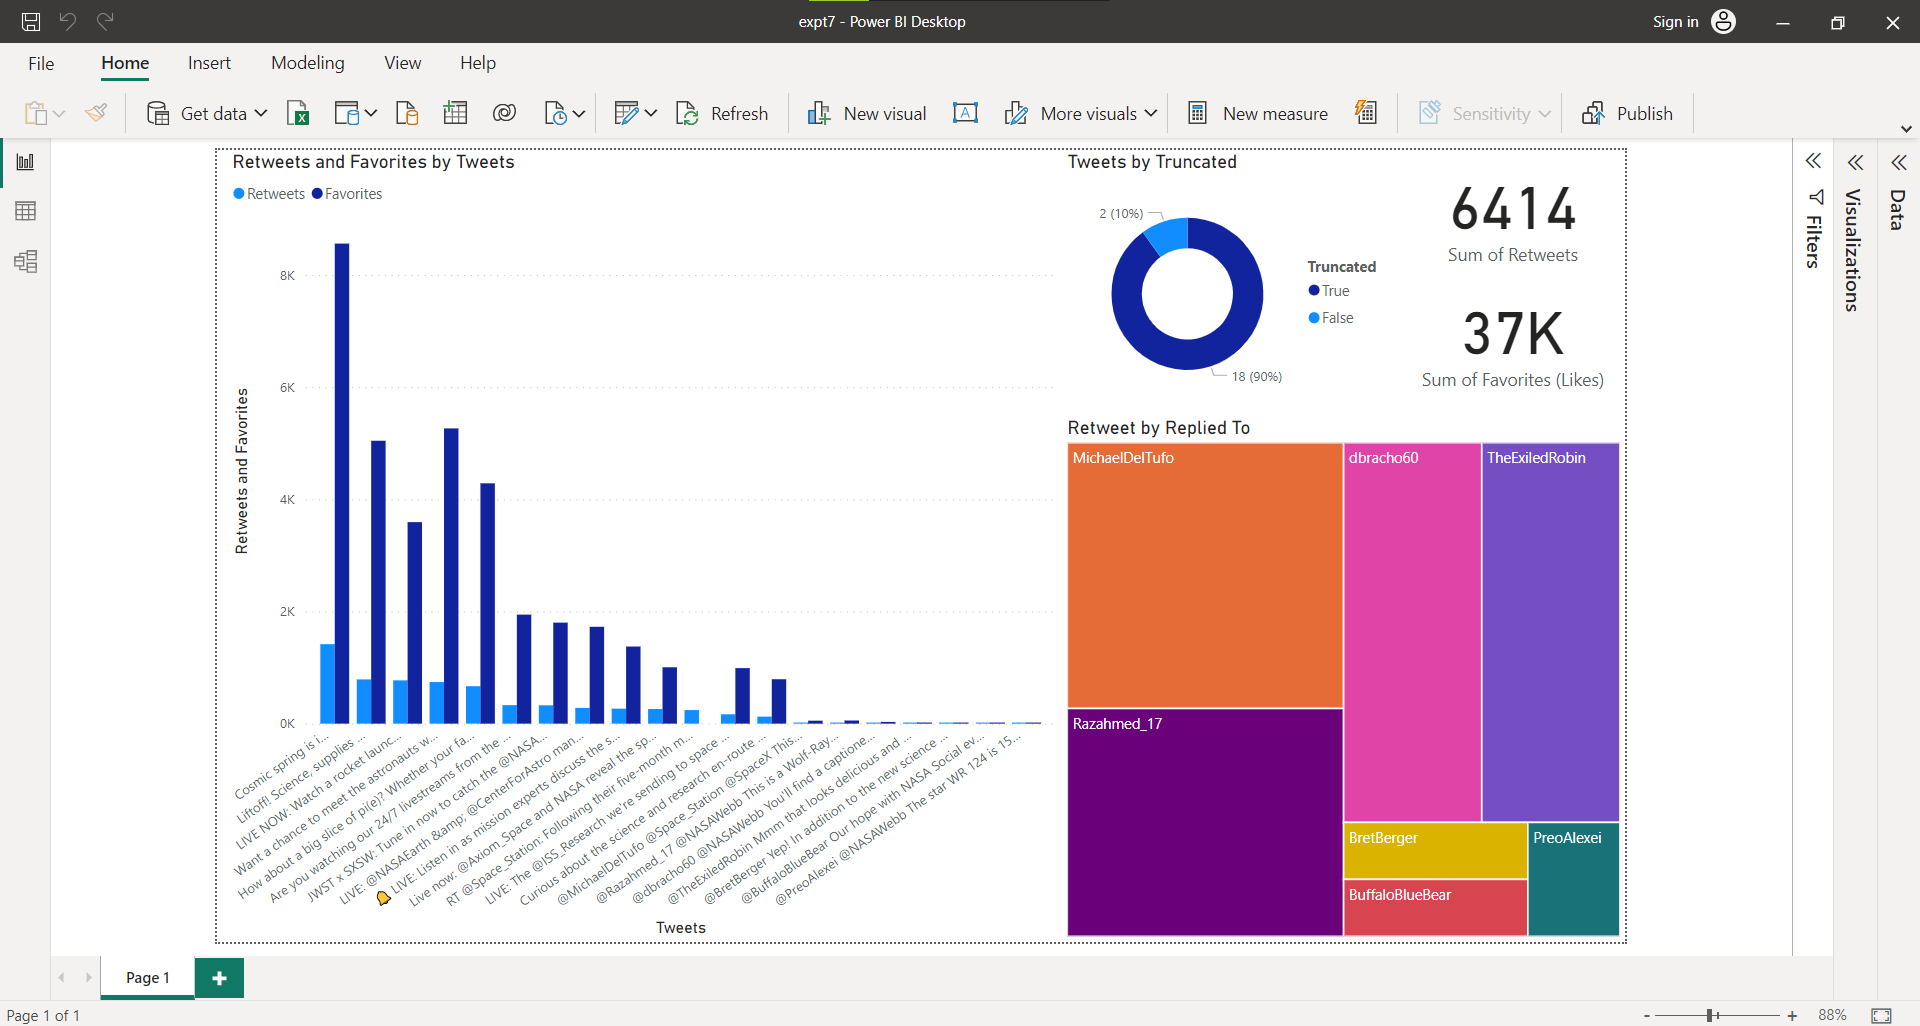 expt7 - Power BI Desktop
Sign in
File Home Insert Modeling View Help
Get data
Refresh
New visual
A
More visuals
New measure
Sensitivity
Publish
Retweets and Favorites by Tweets
Retweets Favorites
Retweets and Favorites
8K
6K
4K
2K
0K
Cosmic spring is i...
Liftoff! Science, supplies ...
LIVE NOW: Watch a rocket launc...
Want a chance to meet the astronauts w...
How about a big slice of pi(e)? Whether your fa...
Are you watching our 24/7 livestreams from the ...
JWST x SXSW: Tune in now to catch the @NASA...
LIVE: @NASAEarth &amp; @CenterForAstro man...
LIVE: Listen in as mission experts discuss the s...
Live now: @Axiom_Space and NASA reveal the sp...
RT @Space_Station: Following their five-month m...
LIVE: The @ISS_Research we're sending to space ...
Curious about the science and research en-route ...
@MichaelDelTufo @Space_Station @SpaceX This...
@Razahmed_17 @NASAWebb This is a Wolf-Ray...
@dbracho60 @NASAWebb You'll find a captione...
@TheExiledRobin Mmm that looks delicious and ...
@BretBerger Yep! In addition to the new science ...
@BuffaloBlueBear Our hope with NASA Social ev...
@PreoAlexei @NASAWebb The star WR 124 is 15...
Tweets
Tweets by Truncated
2 (10%)
18 (90%)
Truncated
True
False
6414
Sum of Retweets
37K
Sum of Favorites (Likes)
Retweet by Replied To
MichaelDelTufo
dbracho60
TheExiledRobin
Razahmed_17
BretBerger
PreoAlexei
BuffaloBlueBear
Filters
Visualizations
Data
Page 1
Page 1 of 1
88%